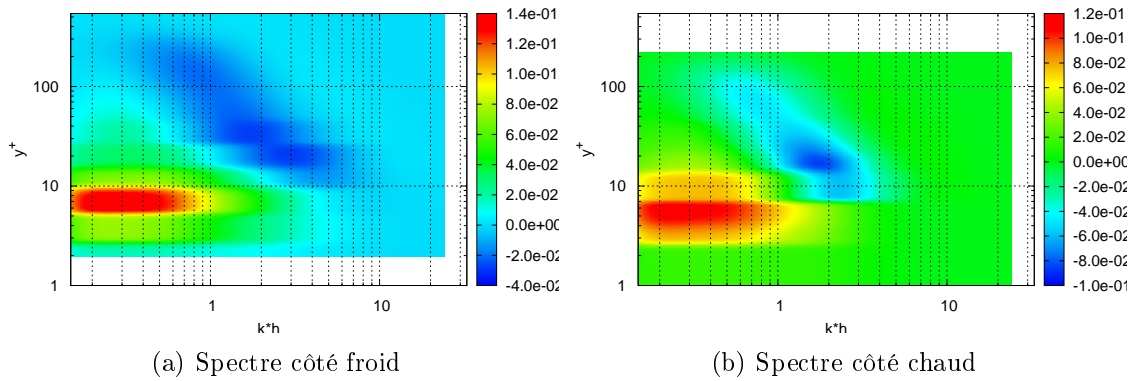 1.4e-01
1.2e-01
1.0e-01
8.0e-02
6.0e-02
4.0e-02
2.0e-02
0.0e+00
-2.0e-02
-4.0e-02
100
10
1
y+
1
10
k*h
(a) Spectre côté froid
1.2e-01
1.0e-01
8.0e-02
6.0e-02
4.0e-02
2.0e-02
0.0e+00
-2.0e-02
-4.0e-02
-6.0e-02
-8.0e-02
-1.0e-01
100
10
1
y+
1
10
k*h
(b) Spectre côté chaud